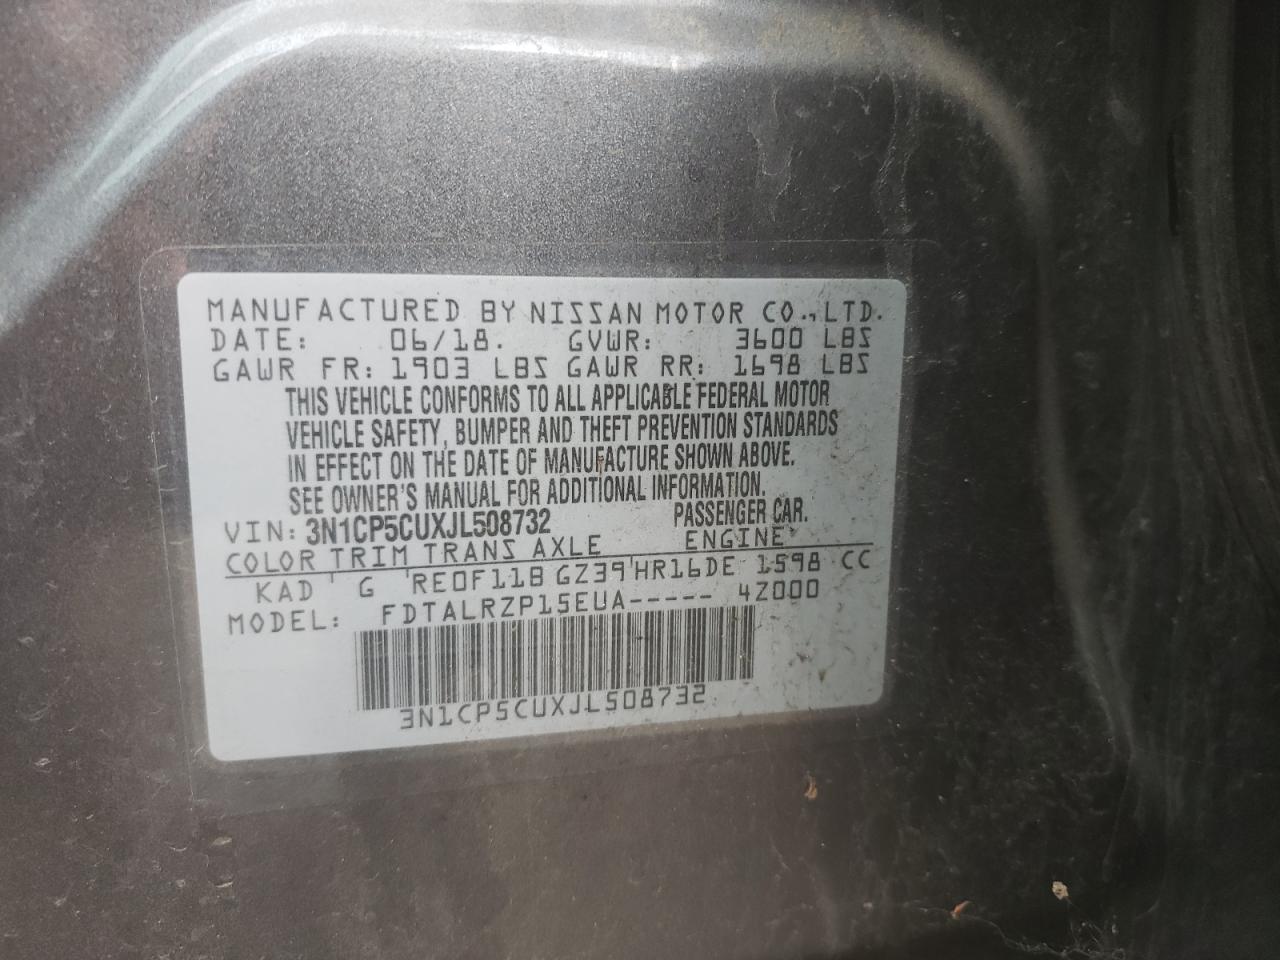 MANUFACTURED BY NISSAN MOTOR CO.,LTD.
DATE: 06/18. GVWR: 3600 LBS
GAWR FR: 1903 LBS GAWR RR: 1698 LBS
THIS VEHICLE CONFORMS TO ALL APPLICABLE FEDERAL MOTOR
VEHICLE SAFETY, BUMPER AND THEFT PREVENTION STANDARDS
IN EFFECT ON THE DATE OF MANUFACTURE SHOWN ABOVE.
SEE OWNER'S MANUAL FOR ADDITIONAL INFORMATION.
VIN: 3N1CP5CUXJL508732 PASSENGER CAR.
COLOR TRIM TRANS AXLE ENGINE
KAD G RE0F11B GZ39 HR16DE 1598 CC
MODEL: FDTALRZP15EUA----- 4Z000
3N1CP5CUXJL508732